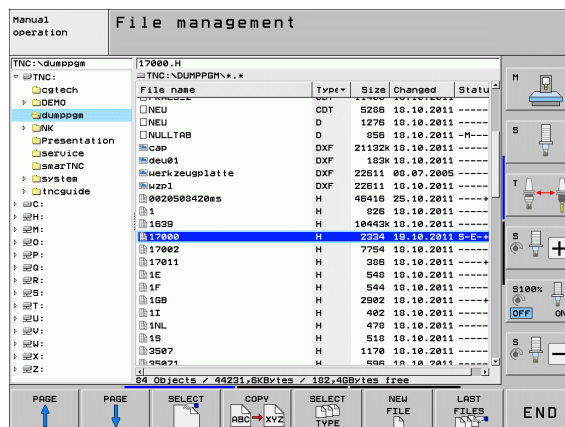 Manual operation
File management
TNC:\dumppgm
17000.H
TNC:
cgtech
DEMO
dumppgm
NK
Presentation
service
smarTNC
system
tncguide
C:
H:
M:
O:
P:
Q:
R:
S:
T:
U:
V:
W:
X:
Z:
TNC:\DUMPPGM\*.*
File name Type Size Changed Statu
NEU CDT 5286 18.10.2011 -----
NEU D 1276 18.10.2011 -----
NULLTAB D 856 18.10.2011 -M---
cap DXF 21132K 18.10.2011 -----
deu01 DXF 183K 18.10.2011 -----
Werkzeugplatte DXF 22611 08.07.2005 -----
wzpl DXF 22611 18.10.2011 -----
0020508420ms H 46416 25.10.2011 ----+
1 H 826 18.10.2011 -----
1639 H 10443K 18.10.2011 -----
17000 H 2334 18.10.2011 S-E-+
17002 H 7754 18.10.2011 -----
17011 H 386 18.10.2011 ----+
1E H 548 18.10.2011 -----
1F H 544 18.10.2011 -----
1GB H 2902 18.10.2011 ----+
1I H 402 18.10.2011 -----
1NL H 478 18.10.2011 -----
1S H 518 18.10.2011 -----
3507 H 1170 18.10.2011 -----
35071 H 596 18.10.2011 -----
84 Objects / 44231,6KBytes / 182,4GBytes free
M
S
T
S
S100%
OFF ON
S
PAGE
PAGE
SELECT
COPY
ABC XYZ
SELECT TYPE
NEW FILE
LAST FILES
END